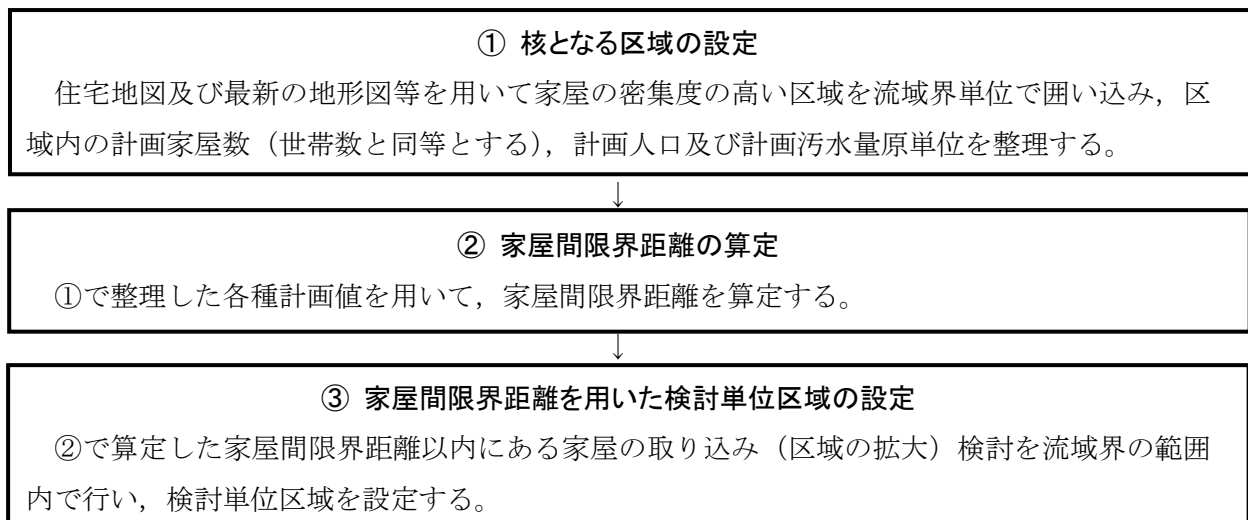 ① 核となる区域の設定
住宅地図及び最新の地形図等を用いて家屋の密集度の高い区域を流域界単位で囲い込み，区
域内の計画家屋数（世帯数と同等とする），計画人口及び計画汚水量原単位を整理する。
↓
② 家屋間限界距離の算定
①で整理した各種計画値を用いて，家屋間限界距離を算定する。
↓
③ 家屋間限界距離を用いた検討単位区域の設定
②で算定した家屋間限界距離以内にある家屋の取り込み（区域の拡大）検討を流域界の範囲
内で行い，検討単位区域を設定する。